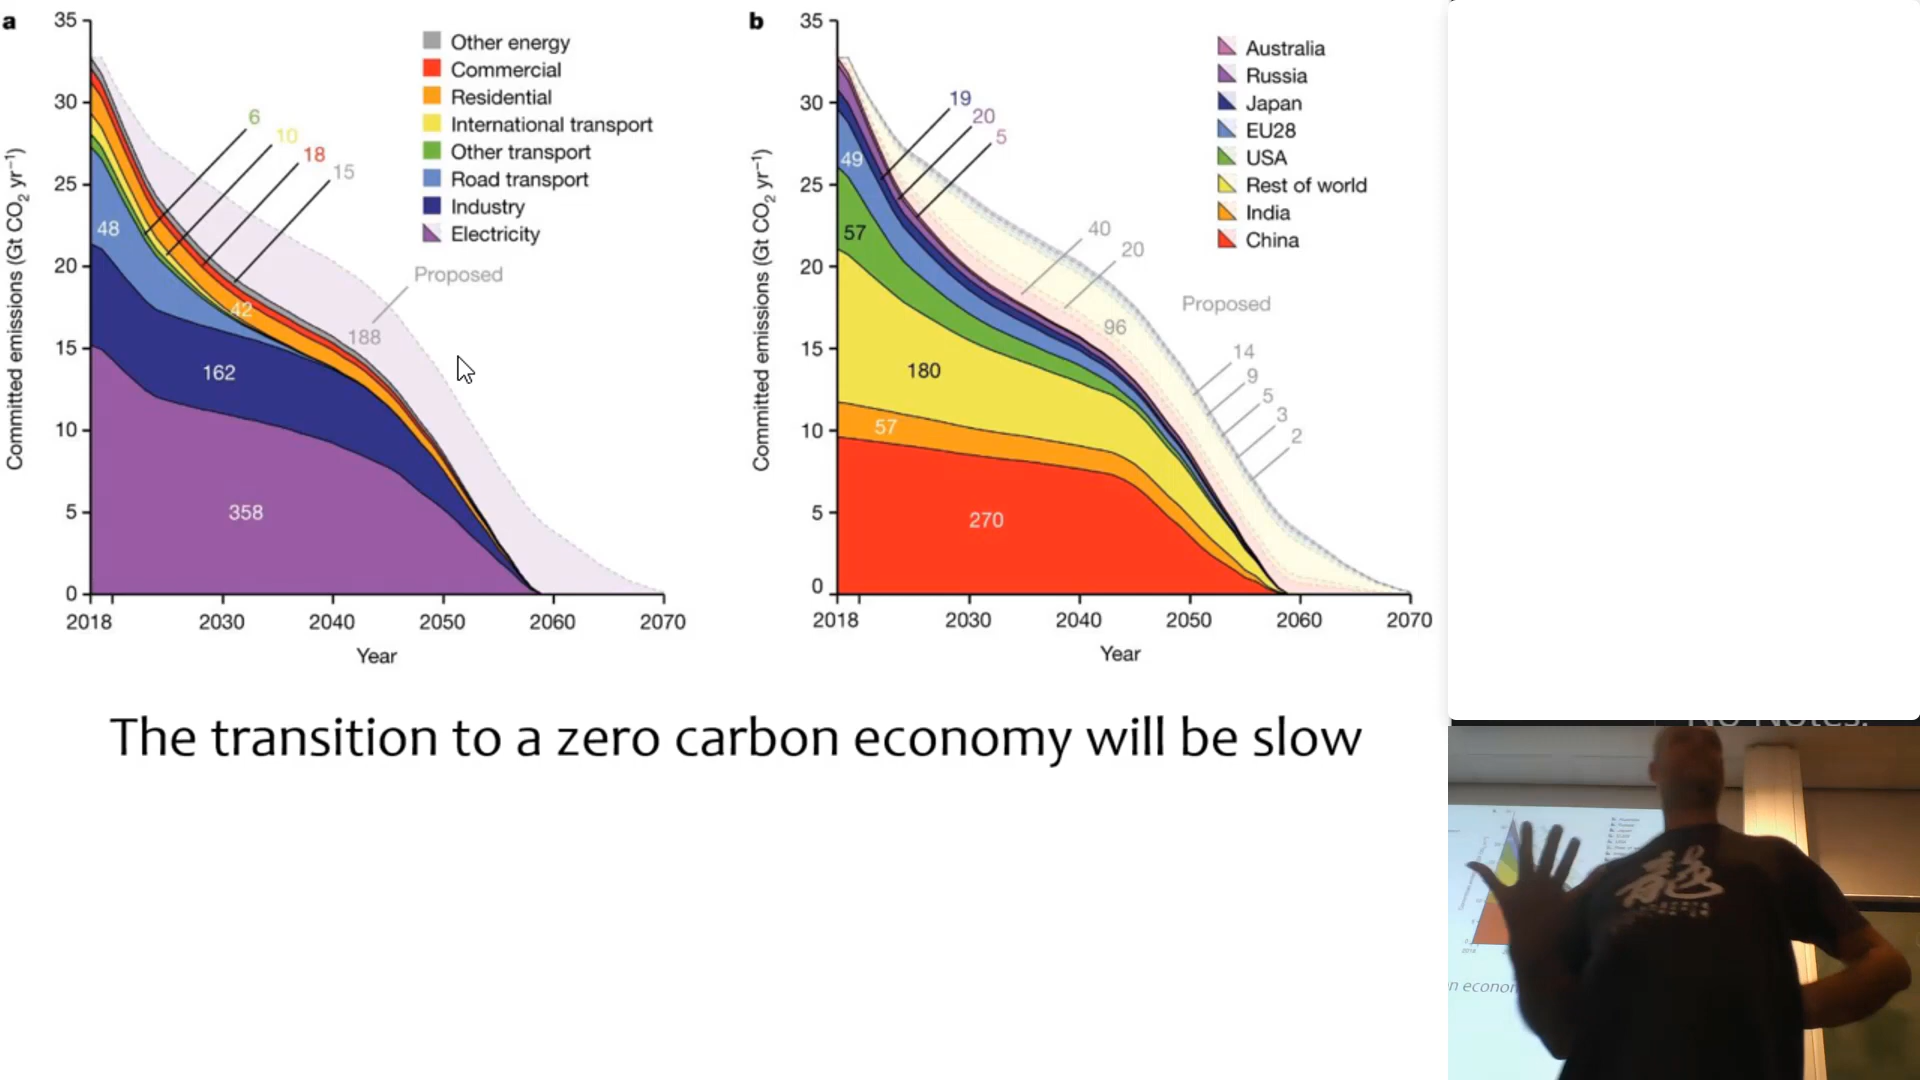 a
35
30
25
20
15
10
5
0
Committed emissions (Gt CO₂ yr⁻¹)
Other energy
Commercial
Residential
International transport
Other transport
Road transport
Industry
Electricity
6
10
18
15
48
42
Proposed
188
162
358
2018
2030
2040
2050
2060
2070
Year
b
35
30
25
20
15
10
5
0
Committed emissions (Gt CO₂ yr⁻¹)
Australia
Russia
Japan
EU28
USA
Rest of world
India
China
19
20
5
49
57
40
20
96
Proposed
180
14
9
5
3
2
57
270
2018
2030
2040
2050
2060
2070
Year
The transition to a zero carbon economy will be slow
No Notes.
龍
n econo